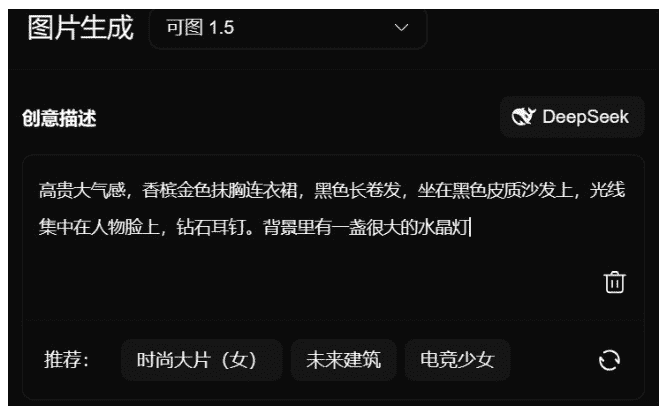 图片生成 可图 1.5
创意描述 DeepSeek
高贵大气感，香槟金色抹胸连衣裙，黑色长卷发，坐在黑色皮质沙发上，光线
集中在人物脸上，钻石耳钉。背景里有一盏很大的水晶灯
推荐： 时尚大片（女） 未来建筑 电竞少女